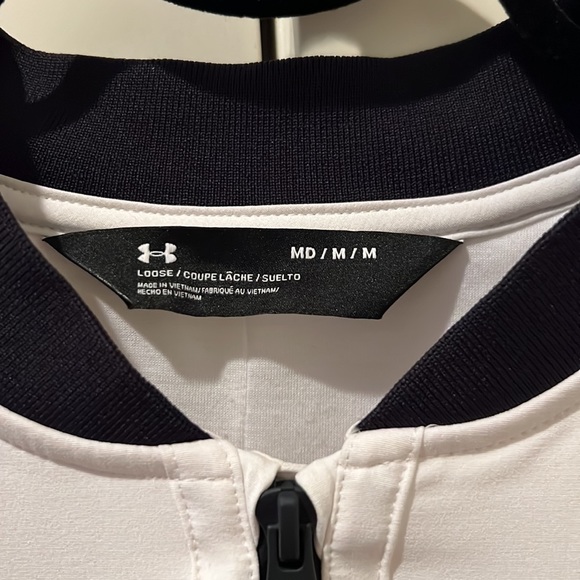 MD / M / M
LOOSE / COUPE LÂCHE / SUELTO
MADE IN VIETNAM/ FABRIQUÉ AU VIETNAM/
HECHO EN VIETNAM